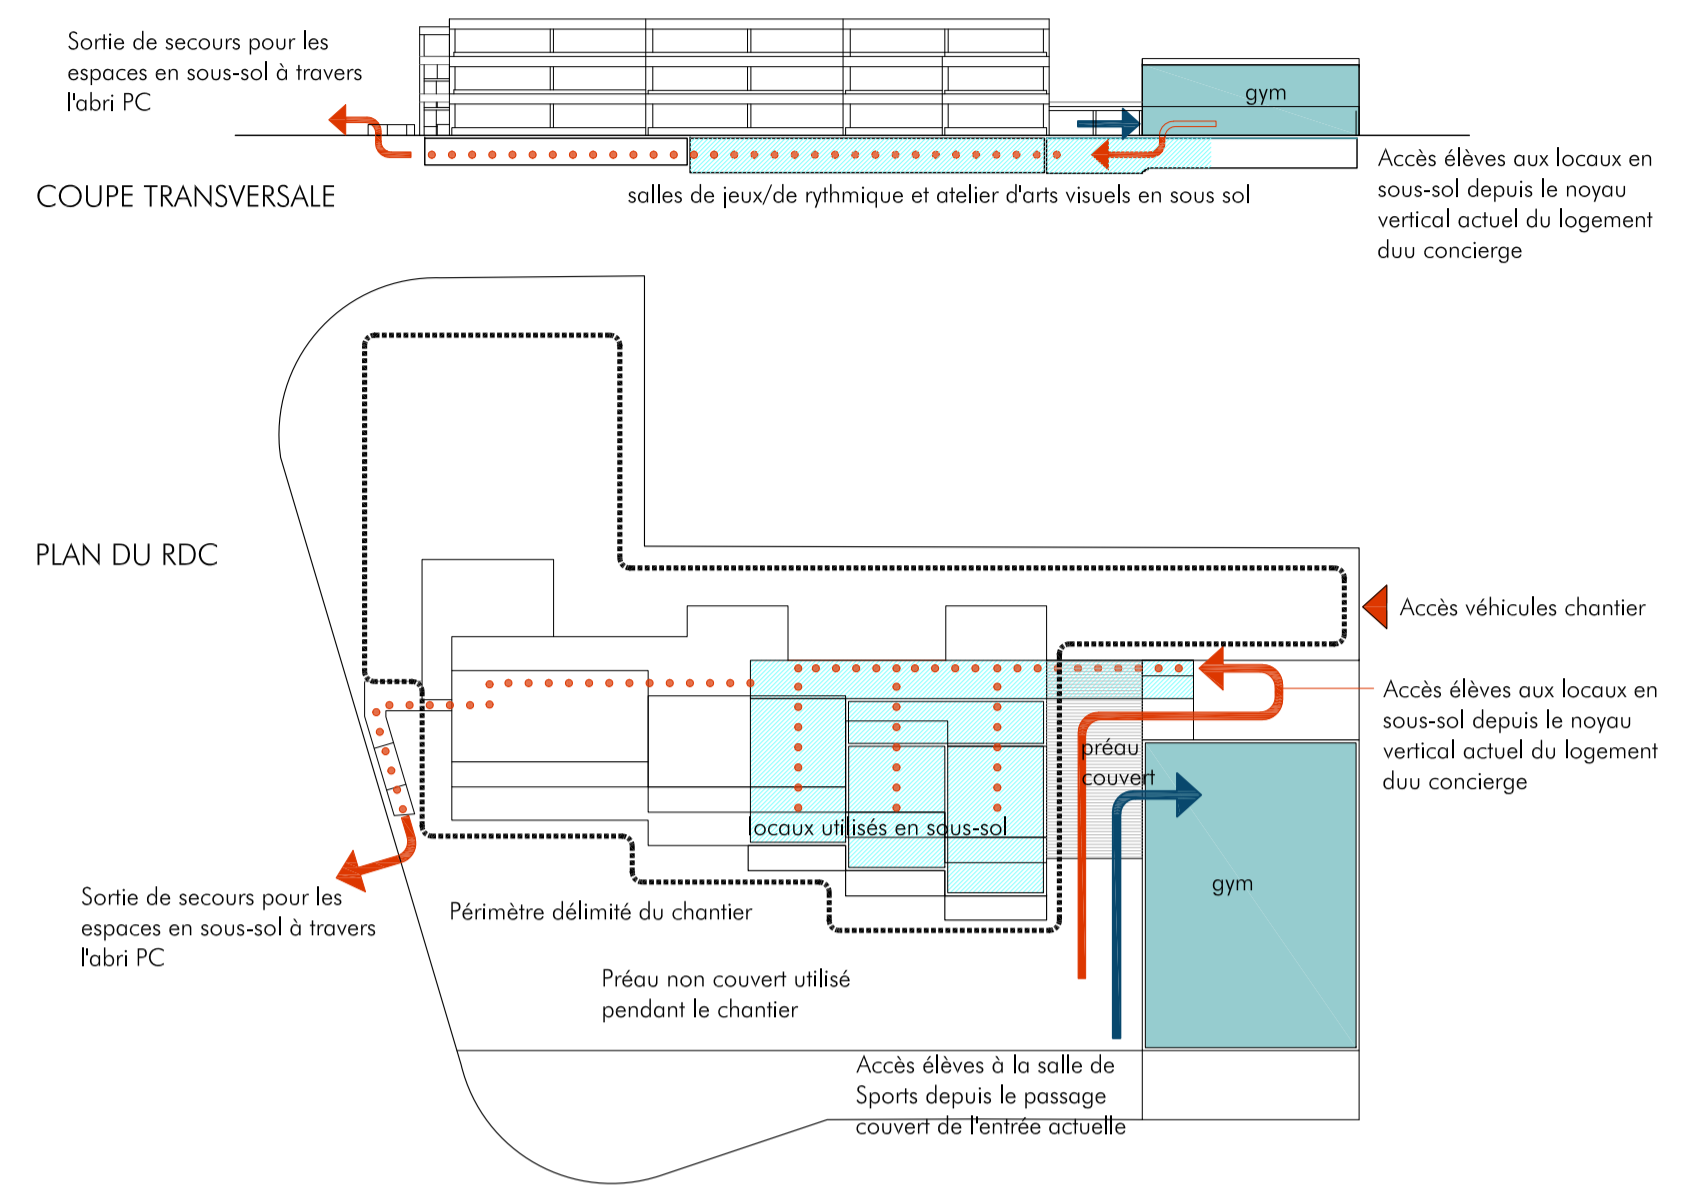 Sortie de secours pour les
espaces en sous-sol à travers
l'abri PC
gym
COUPE TRANSVERSALE
salles de jeux/de rythmique et atelier d'arts visuels en sous sol
Accès élèves aux locaux en
sous-sol depuis le noyau
vertical actuel du logement
duu concierge
PLAN DU RDC
Accès véhicules chantier
Accès élèves aux locaux en
sous-sol depuis le noyau
vertical actuel du logement
duu concierge
préau
couvert
locaux utilisés en sous-sol
gym
Sortie de secours pour les
espaces en sous-sol à travers
l'abri PC
Périmètre délimité du chantier
Préau non couvert utilisé
pendant le chantier
Accès élèves à la salle de
Sports depuis le passage
couvert de l'entrée actuelle